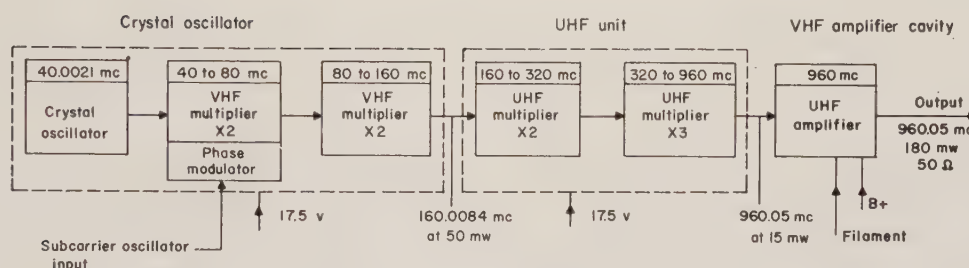 Crystal oscillator
UHF unit
VHF amplifier cavity
40.0021 mc
Crystal
oscillator
40 to 80 mc
VHF
multiplier
X2
Phase
modulator
80 to 160 mc
VHF
multiplier
X2
160 to 320 mc
UHF
multiplier
X2
320 to 960 mc
UHF
multiplier
X3
960 mc
UHF
amplifier
Output
960.05 mc
180 mw
50 Ω
17.5 v
160.0084 mc
at 50 mw
17.5 v
960.05 mc
at 15 mw
B+
Filament
Subcarrier oscillator
input